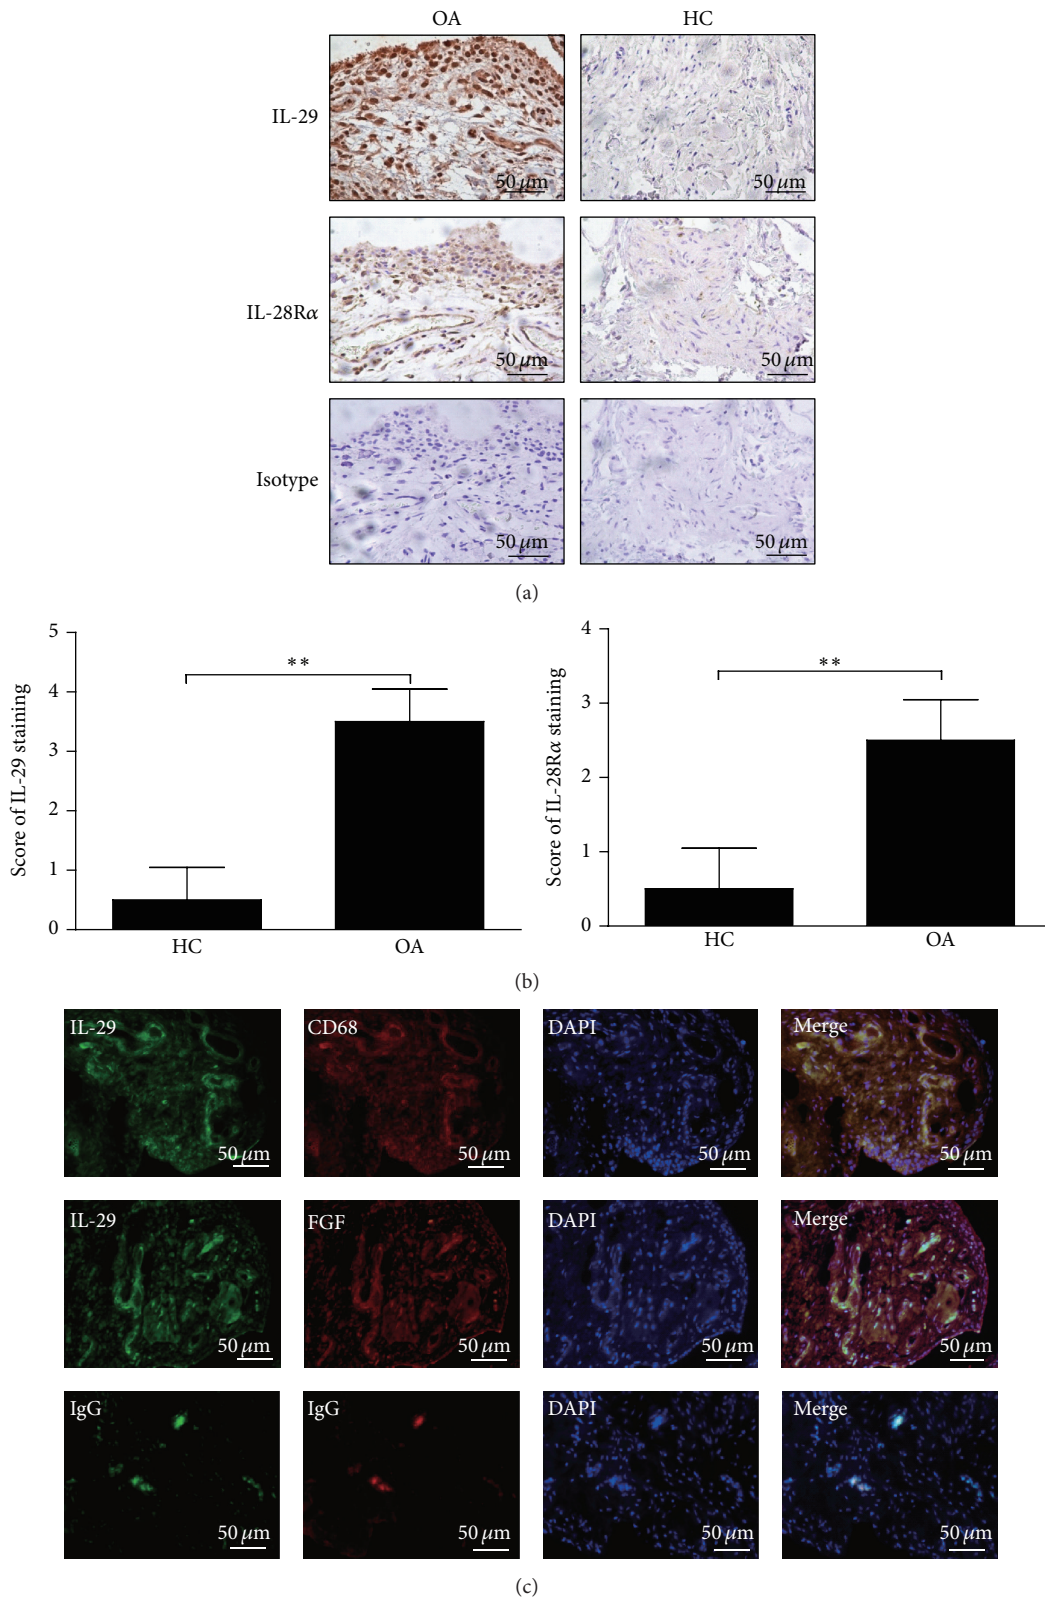 OA HC
IL-29
50 μm 50 μm
IL-28Rα
50 μm 50 μm
Isotype
50 μm 50 μm
(a)
Score of IL-29 staining
5
4
3
2
1
0
**
HC OA
Score of IL-28Rα staining
4
3
2
1
0
**
HC OA
(b)
IL-29 CD68 DAPI Merge
50 μm 50 μm 50 μm 50 μm
IL-29 FGF DAPI Merge
50 μm 50 μm 50 μm 50 μm
IgG IgG DAPI Merge
50 μm 50 μm 50 μm 50 μm
(c)